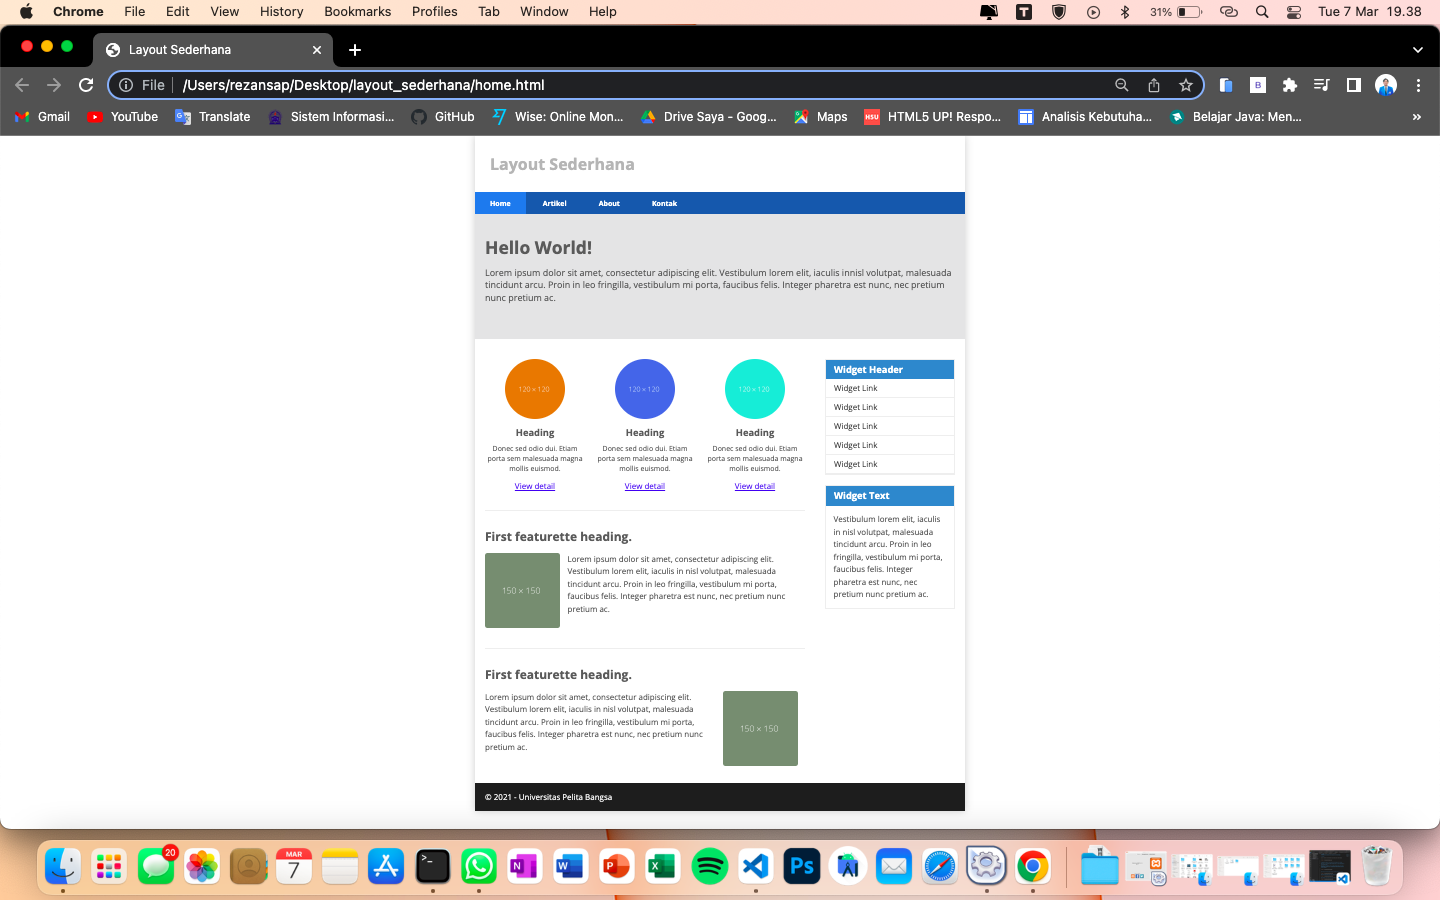 Chrome File Edit View History Bookmarks Profiles Tab Window Help T 31% Tue 7 Mar 19.38
Layout Sederhana
File /Users/rezansap/Desktop/layout_sederhana/home.html B
Gmail YouTube Translate Sistem Informasi... GitHub Wise: Online Mon... Drive Saya - Goog... Maps HSU HTML5 UP! Respo... Analisis Kebutuha... Belajar Java: Men... »
Layout Sederhana
Home Artikel About Kontak
Hello World!
Lorem ipsum dolor sit amet, consectetur adipiscing elit. Vestibulum lorem elit, iaculis innisl volutpat, malesuada
tincidunt arcu. Proin in leo fringilla, vestibulum mi porta, faucibus felis. Integer pharetra est nunc, nec pretium
nunc pretium ac.
120 × 120
Heading
Donec sed odio dui. Etiam
porta sem malesuada magna
mollis euismod.
View detail
120 × 120
Heading
Donec sed odio dui. Etiam
porta sem malesuada magna
mollis euismod.
View detail
120 × 120
Heading
Donec sed odio dui. Etiam
porta sem malesuada magna
mollis euismod.
View detail
First featurette heading.
150 × 150
Lorem ipsum dolor sit amet, consectetur adipiscing elit.
Vestibulum lorem elit, iaculis in nisl volutpat, malesuada
tincidunt arcu. Proin in leo fringilla, vestibulum mi porta,
faucibus felis. Integer pharetra est nunc, nec pretium nunc
pretium ac.
First featurette heading.
Lorem ipsum dolor sit amet, consectetur adipiscing elit.
Vestibulum lorem elit, iaculis in nisl volutpat, malesuada
tincidunt arcu. Proin in leo fringilla, vestibulum mi porta,
faucibus felis. Integer pharetra est nunc, nec pretium nunc
pretium ac.
150 × 150
Widget Header
Widget Link
Widget Link
Widget Link
Widget Link
Widget Link
Widget Text
Vestibulum lorem elit, iaculis
in nisl volutpat, malesuada
tincidunt arcu. Proin in leo
fringilla, vestibulum mi porta,
faucibus felis. Integer
pharetra est nunc, nec
pretium nunc pretium ac.
© 2021 - Universitas Pelita Bangsa
20
MAR
7
>_
N
W
P
X
Ps